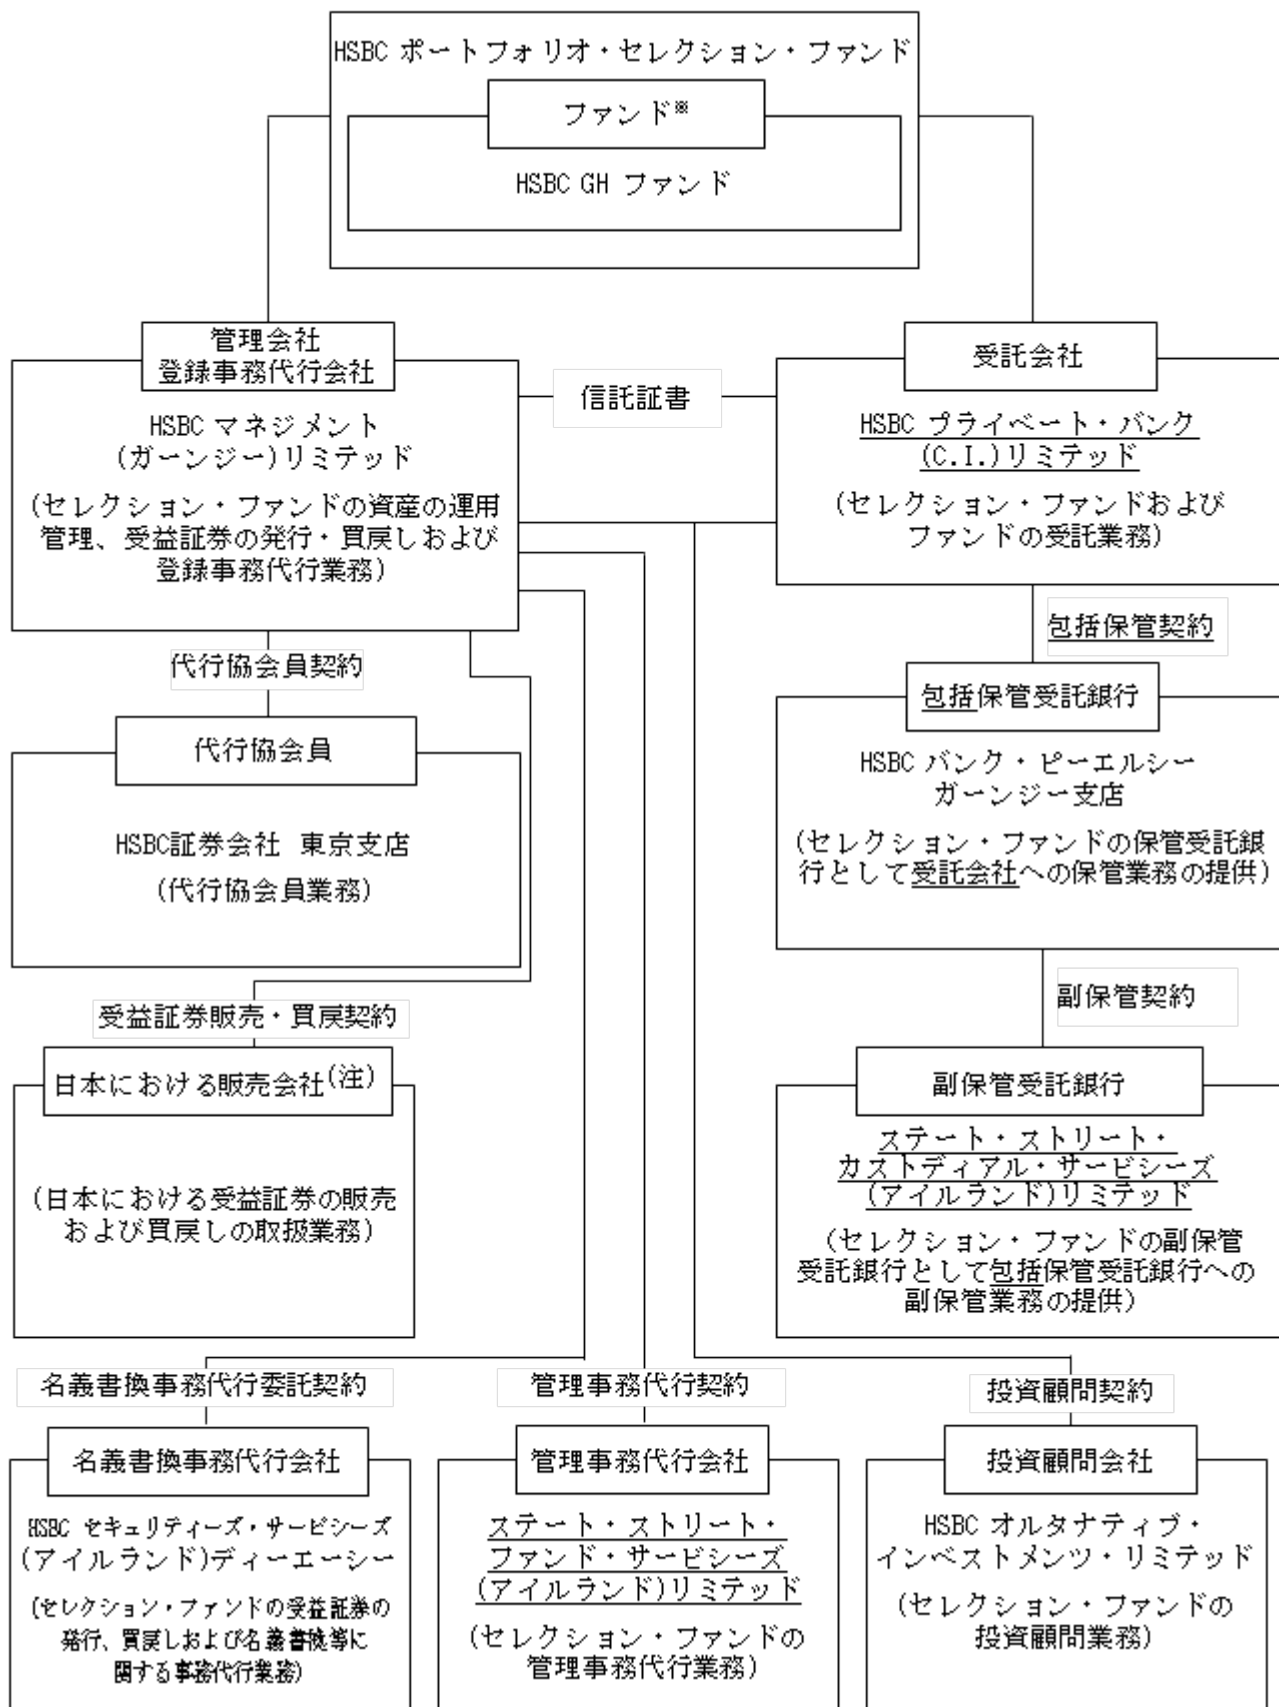 HSBC ポートフォリオ・セレクション・ファンド
ファンド※
HSBC GH ファンド
管理会社
登録事務代行会社
HSBC マネジメント
(ガーンジー)リミテッド
(セレクション・ファンドの資産の運用
管理、受益証券の発行・買戻しおよび
登録事務代行業務)
信託証書
受託会社
HSBC プライベート・バンク
(C.I.)リミテッド
(セレクション・ファンドおよび
ファンドの受託業務)
代行協会員契約
代行協会員
HSBC証券会社 東京支店
(代行協会員業務)
包括保管契約
包括保管受託銀行
HSBC バンク・ピーエルシー
ガーンジー支店
(セレクション・ファンドの保管受託銀
行として受託会社への保管業務の提供)
受益証券販売・買戻契約
日本における販売会社(注)
(日本における受益証券の販売
および買戻しの取扱業務)
副保管契約
副保管受託銀行
ステート・ストリート・
カストディアル・サービシーズ
(アイルランド)リミテッド
(セレクション・ファンドの副保管
受託銀行として包括保管受託銀行への
副保管業務の提供)
名義書換事務代行委託契約
名義書換事務代行会社
HSBC セキュリティーズ・サービシーズ
(アイルランド)ディーエーシー
(セレクション・ファンドの受益証券の
発行、買戻しおよび名義書換等に
関する事務代行業務)
管理事務代行契約
管理事務代行会社
ステート・ストリート・
ファンド・サービシーズ
(アイルランド)リミテッド
(セレクション・ファンドの
管理事務代行業務)
投資顧問契約
投資顧問会社
HSBC オルタナティヴ・
インベストメンツ・リミテッド
(セレクション・ファンドの
投資顧問業務)